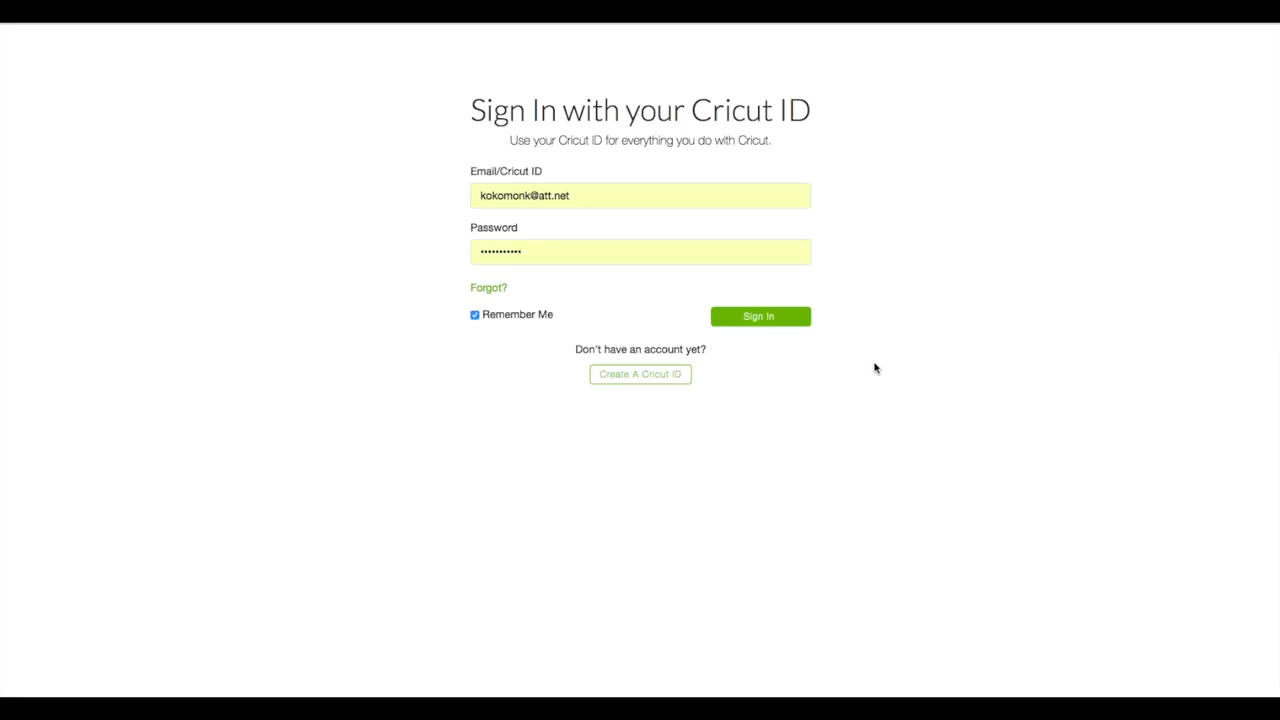 Sign In with your Cricut ID
Use your Cricut ID for everything you do with Cricut.
Email/Cricut ID
kokomonk@att.net
Password
•••••••••••
Forgot?
Remember Me
Sign In
Don't have an account yet?
Create A Cricut ID